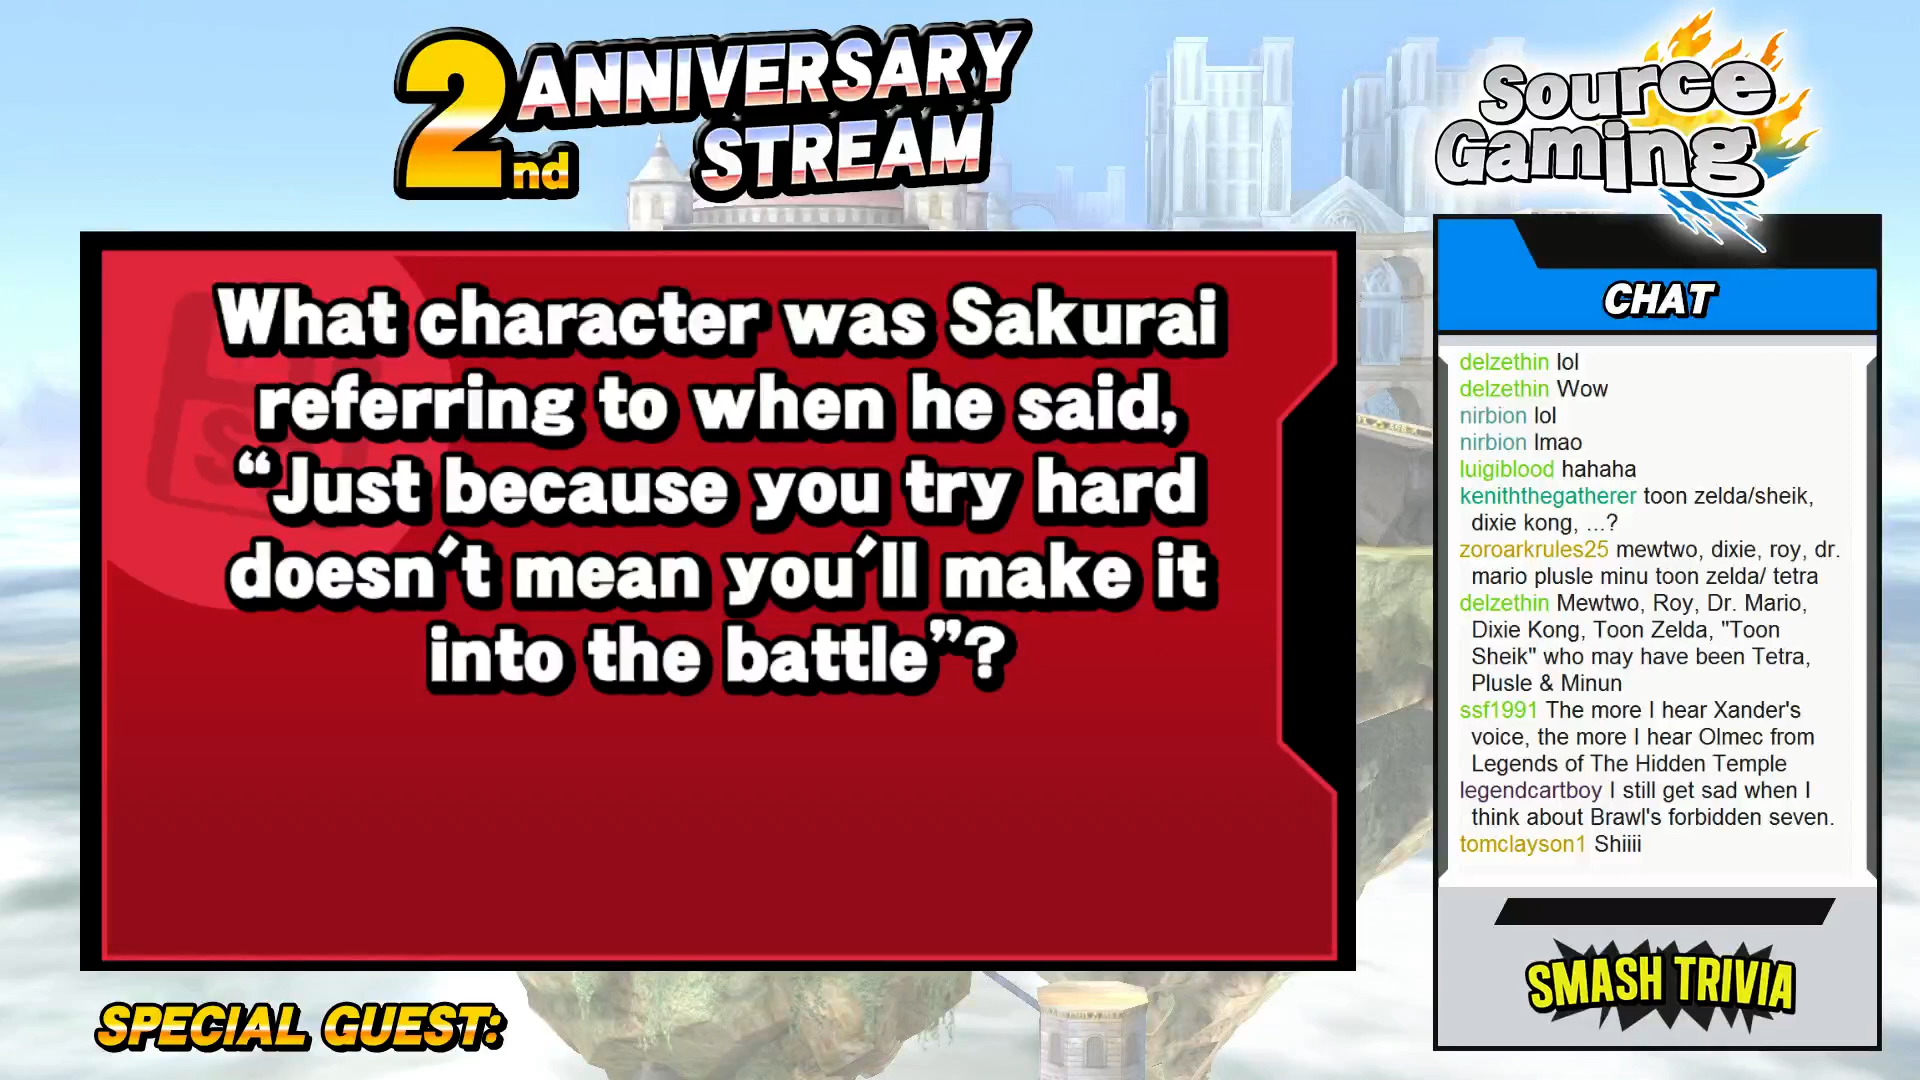 2nd ANNIVERSARY
STREAM
Source
Gaming
What character was Sakurai
referring to when he said,
“Just because you try hard
doesn't mean you'll make it
into the battle”?
CHAT
delzethin lol
delzethin Wow
nirbion lol
nirbion lmao
luigiblood hahaha
keniththegatherer toon zelda/sheik,
dixie kong, ...?
zoroarkrules25 mewtwo, dixie, roy, dr.
mario plusle minu toon zelda/ tetra
delzethin Mewtwo, Roy, Dr. Mario,
Dixie Kong, Toon Zelda, "Toon
Sheik" who may have been Tetra,
Plusle & Minun
ssf1991 The more I hear Xander's
voice, the more I hear Olmec from
Legends of The Hidden Temple
legendcartboy I still get sad when I
think about Brawl's forbidden seven.
tomclayson1 Shiiii
SMASH TRIVIA
SPECIAL GUEST: